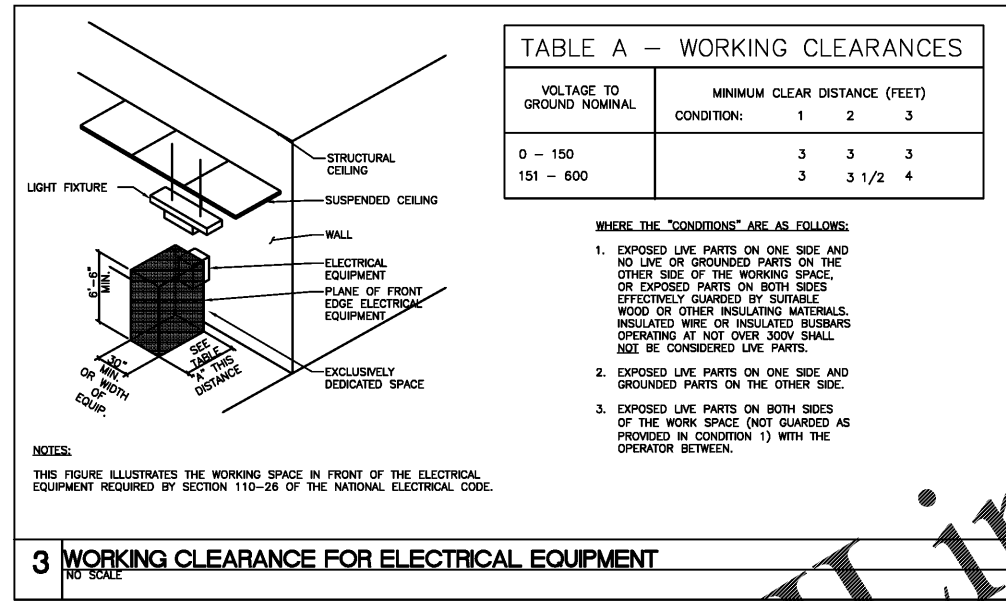 TABLE A – WORKING CLEARANCES
VOLTAGE TO
GROUND NOMINAL
MINIMUM CLEAR DISTANCE (FEET)
CONDITION: 1 2 3
0 – 150 3 3 3
151 – 600 3 3 1/2 4
STRUCTURAL
CEILING
LIGHT FIXTURE
SUSPENDED CEILING
WALL
ELECTRICAL
EQUIPMENT
PLANE OF FRONT
EDGE ELECTRICAL
EQUIPMENT
EXCLUSIVELY
DEDICATED SPACE
6'-6"
MIN.
30"
MIN.
OR WIDTH
OF
EQUIP.
SEE
TABLE
"A" THIS
DISTANCE
WHERE THE "CONDITIONS" ARE AS FOLLOWS:
1. EXPOSED LIVE PARTS ON ONE SIDE AND
NO LIVE OR GROUNDED PARTS ON THE
OTHER SIDE OF THE WORKING SPACE,
OR EXPOSED PARTS ON BOTH SIDES
EFFECTIVELY GUARDED BY SUITABLE
WOOD OR OTHER INSULATING MATERIALS.
INSULATED WIRE OR INSULATED BUSBARS
OPERATING AT NOT OVER 300V SHALL
NOT BE CONSIDERED LIVE PARTS.
2. EXPOSED LIVE PARTS ON ONE SIDE AND
GROUNDED PARTS ON THE OTHER SIDE.
3. EXPOSED LIVE PARTS ON BOTH SIDES
OF THE WORK SPACE (NOT GUARDED AS
PROVIDED IN CONDITION 1) WITH THE
OPERATOR BETWEEN.
NOTES:
THIS FIGURE ILLUSTRATES THE WORKING SPACE IN FRONT OF THE ELECTRICAL
EQUIPMENT REQUIRED BY SECTION 110-26 OF THE NATIONAL ELECTRICAL CODE.
3 WORKING CLEARANCE FOR ELECTRICAL EQUIPMENT
NO SCALE